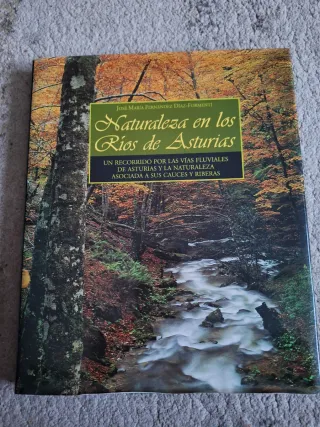 José María Fernández Díaz-Formentí
Naturaleza en los
Ríos de Asturias
UN RECORRIDO POR LAS VÍAS FLUVIALES
DE ASTURIAS Y LA NATURALEZA
ASOCIADA A SUS CAUCES Y RIBERAS